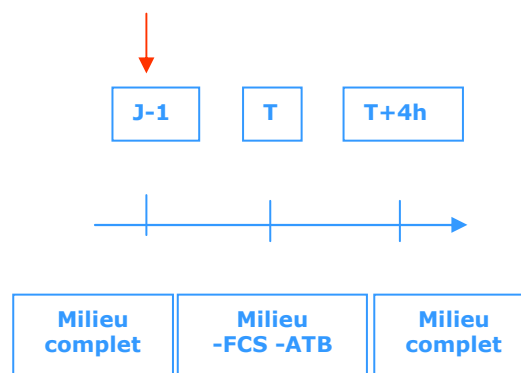 J-1
T
T+4h
Milieu
complet
Milieu
-FCS -ATB
Milieu
complet